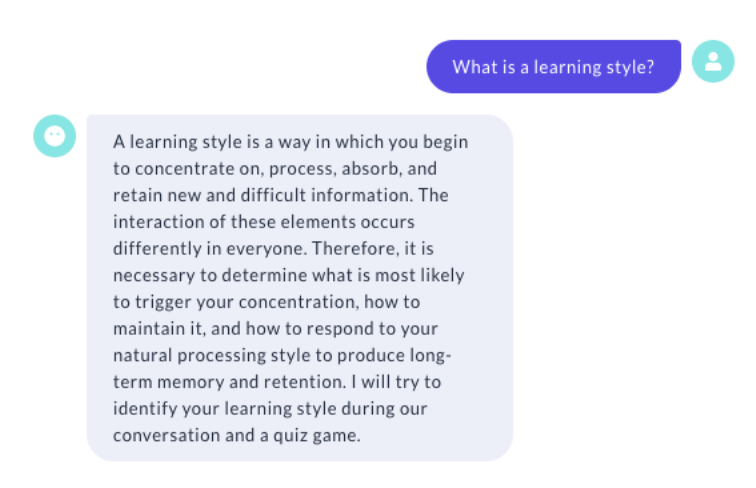 What is a learning style?
A learning style is a way in which you begin
to concentrate on, process, absorb, and
retain new and difficult information. The
interaction of these elements occurs
differently in everyone. Therefore, it is
necessary to determine what is most likely
to trigger your concentration, how to
maintain it, and how to respond to your
natural processing style to produce long-
term memory and retention. I will try to
identify your learning style during our
conversation and a quiz game.